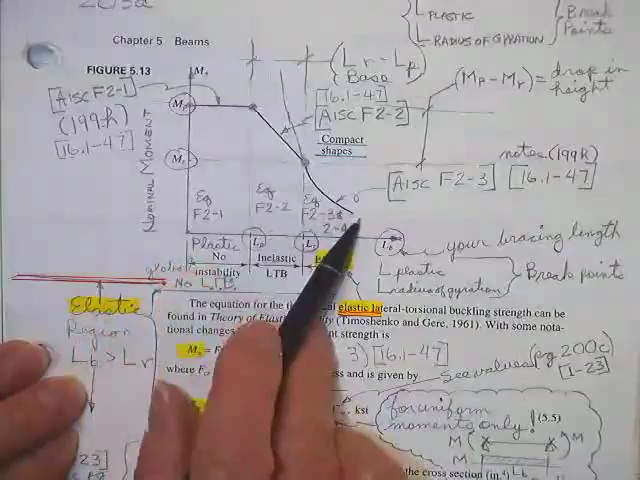 Chapter 5 Beams
L PLASTIC
L RADIUS OF GYRATION
Break
Points
FIGURE 5.13
Mn
[AISC F2-1]
(199R)
[16.1-47]
NOMINAL MOMENT
Mp
Mr
(Lr - Lp)
Base
[16.1-47]
[AISC F2-2]
Compact
shapes
(Mp - Mr) = drop in
height
notes (199R)
[AISC F2-3] [16.1-47]
Eq
F2-1
Eq
F2-2
Eq
F2-3
Plastic
No
instability
Lp
Inelastic
LTB
Lr
Lb
your bracing length
L plastic
L radius of gyration
Break points
No L.T.B.
Elastic
Region
Lb > Lr
The equation for the elastic lateral-torsional buckling strength can be
found in Theory of Elastic (Timoshenko and Gere, 1961). With some nota-
tional changes strength is
[16.1-47]
see values (pg 200c)
[1-23]
where F ess and is given by
ksi
for uniform
moments only!
(5.5)
M M
M
Lb
23]
the cross section (in.